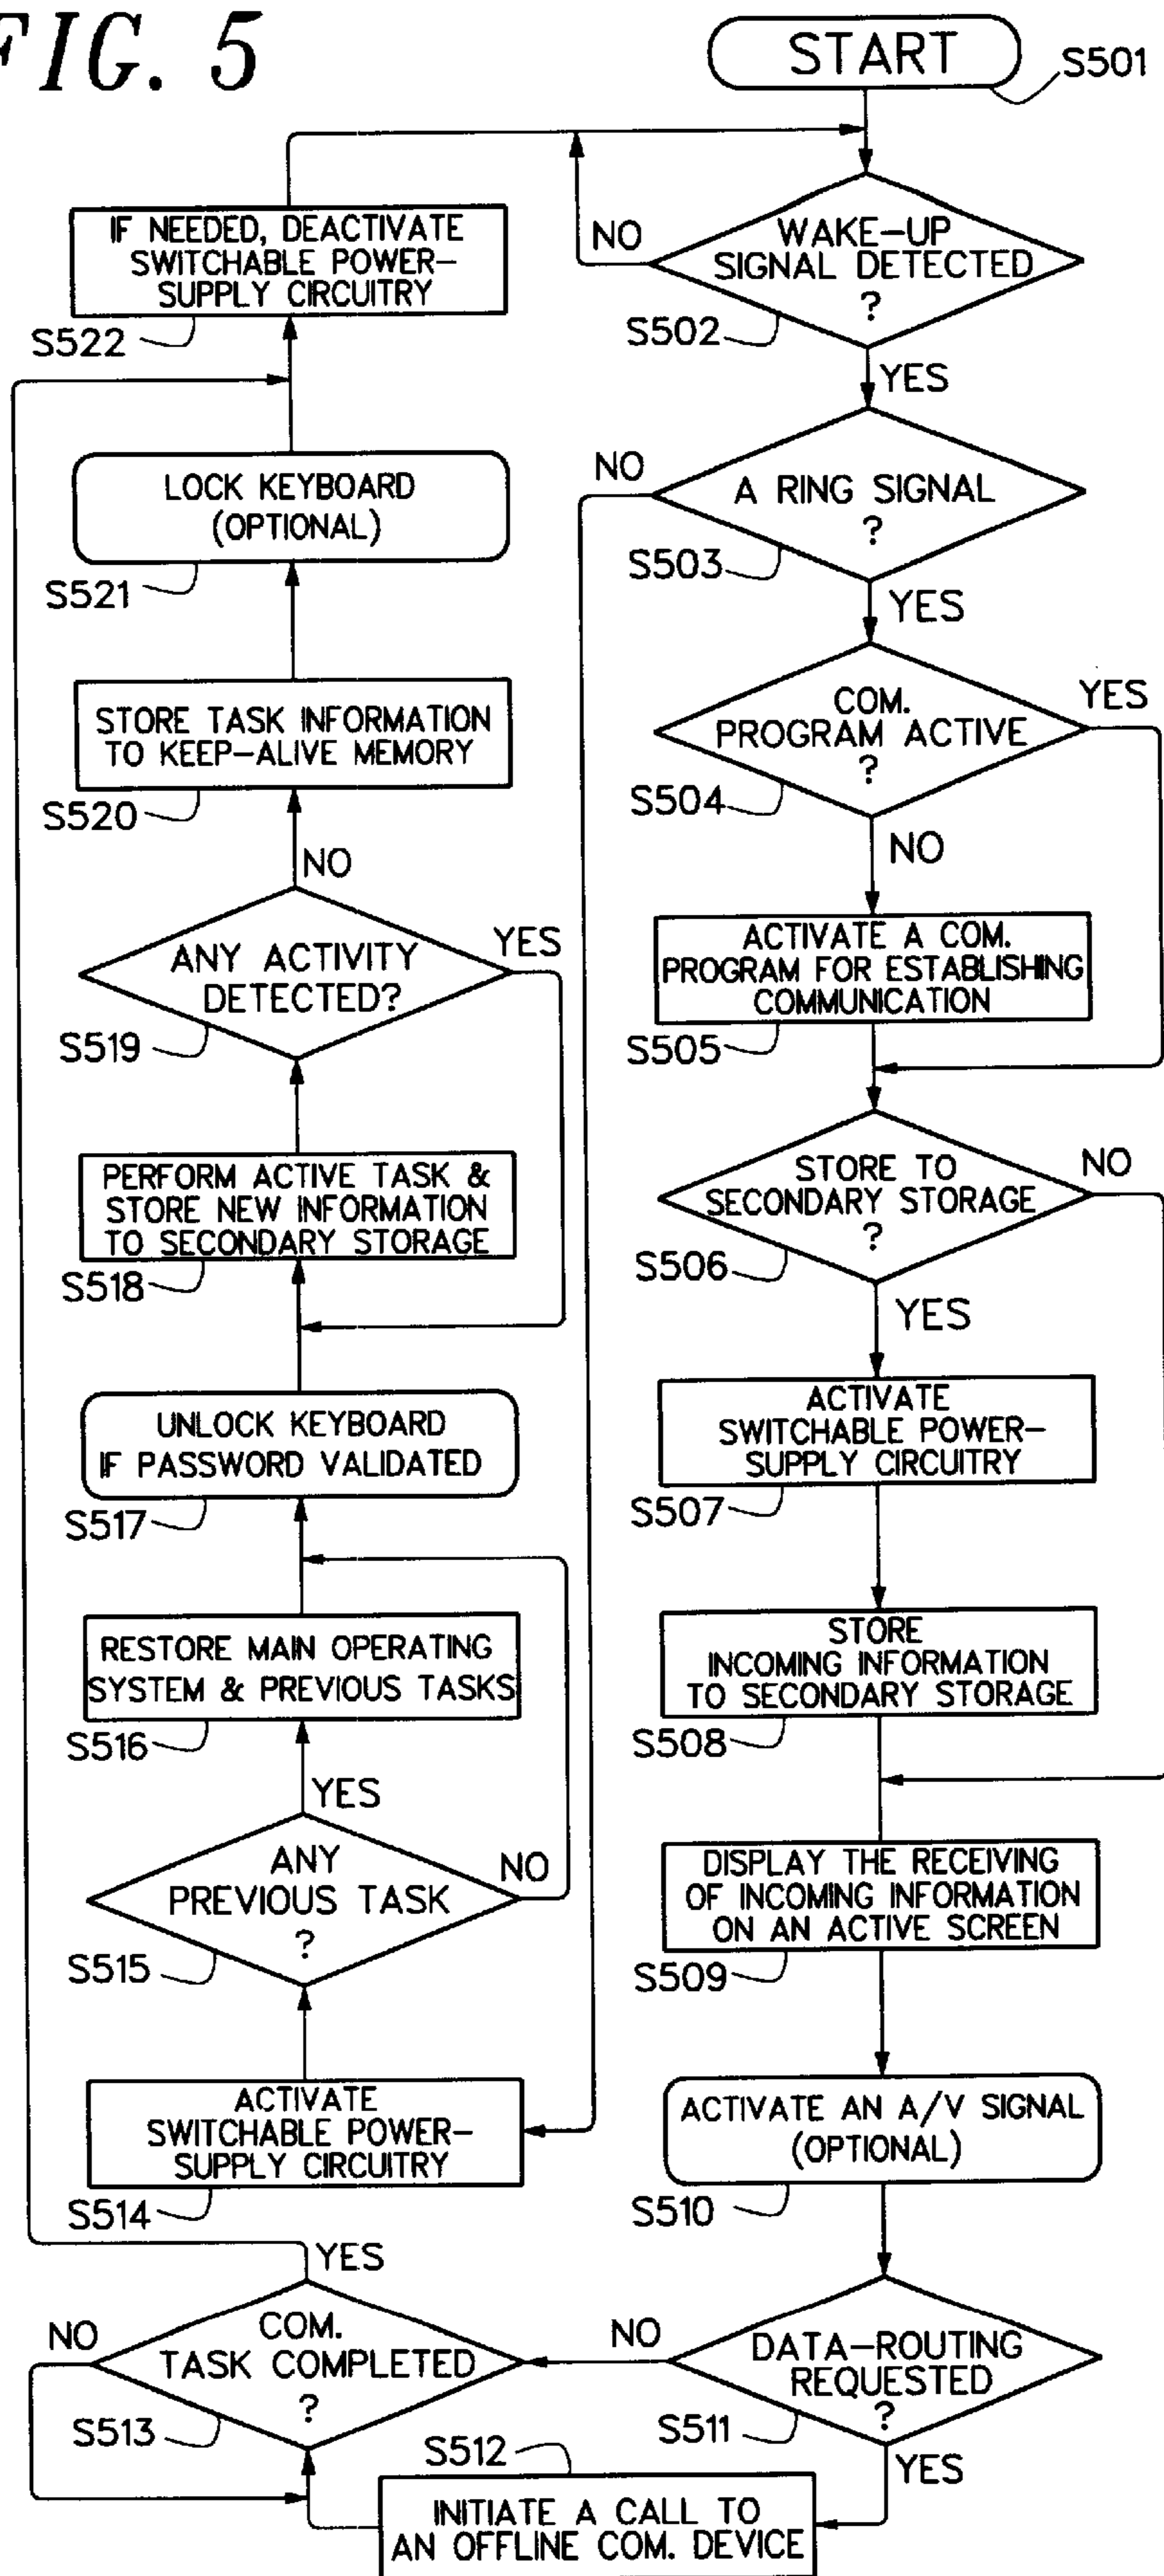 FIG. 5
START
S501
WAKE-UP
SIGNAL DETECTED
?
NO
S502
YES
A RING SIGNAL
?
NO
S503
YES
COM.
PROGRAM ACTIVE
?
YES
S504
NO
ACTIVATE A COM.
PROGRAM FOR ESTABLISHING
COMMUNICATION
S505
STORE TO
SECONDARY STORAGE
?
NO
S506
YES
ACTIVATE
SWITCHABLE POWER-
SUPPLY CIRCUITRY
S507
STORE
INCOMING INFORMATION
TO SECONDARY STORAGE
S508
DISPLAY THE RECEIVING
OF INCOMING INFORMATION
ON AN ACTIVE SCREEN
S509
ACTIVATE AN A/V SIGNAL
(OPTIONAL)
S510
DATA-ROUTING
REQUESTED
?
NO
S511
YES
S512
INITIATE A CALL TO
AN OFFLINE COM. DEVICE
COM.
TASK COMPLETED
?
NO
S513
YES
ACTIVATE
SWITCHABLE POWER-
SUPPLY CIRCUITRY
S514
ANY
PREVIOUS TASK
?
NO
S515
YES
RESTORE MAIN OPERATING
SYSTEM & PREVIOUS TASKS
S516
UNLOCK KEYBOARD
IF PASSWORD VALIDATED
S517
PERFORM ACTIVE TASK &
STORE NEW INFORMATION
TO SECONDARY STORAGE
S518
ANY ACTIVITY
DETECTED?
YES
S519
NO
STORE TASK INFORMATION
TO KEEP-ALIVE MEMORY
S520
LOCK KEYBOARD
(OPTIONAL)
S521
IF NEEDED, DEACTIVATE
SWITCHABLE POWER-
SUPPLY CIRCUITRY
S522